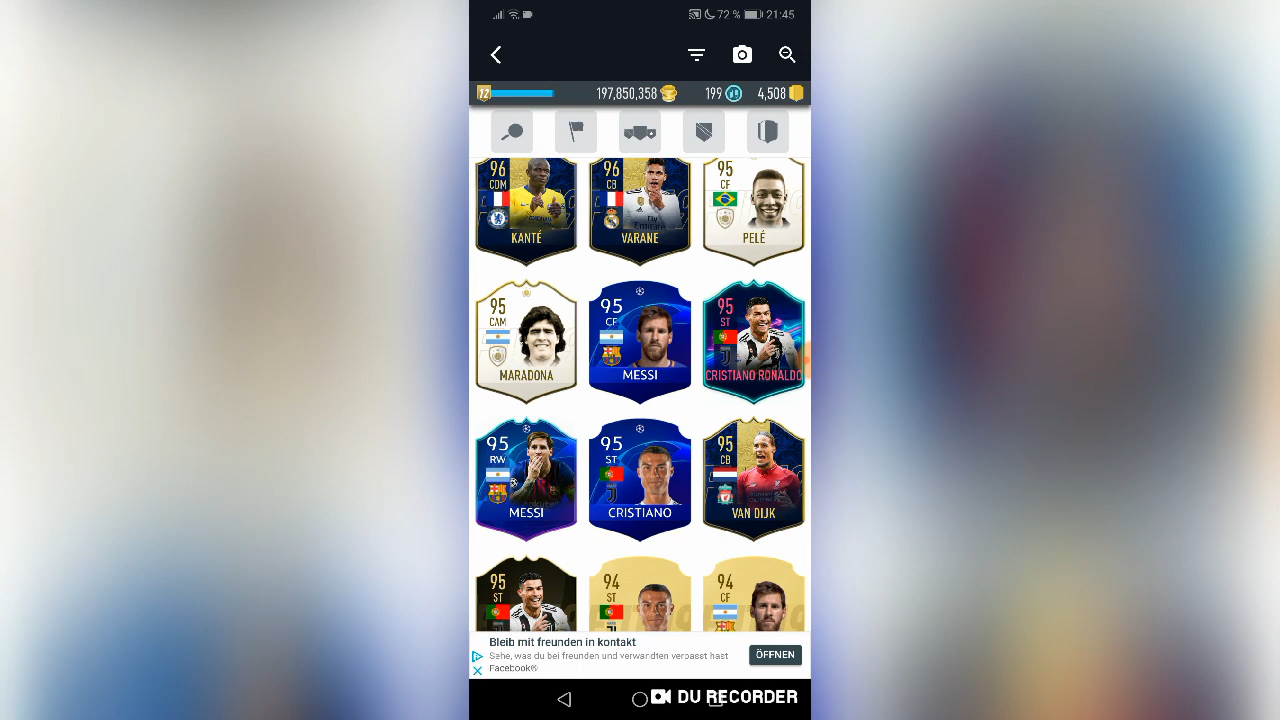 72 % 21:45
12 197,850,358 199 4,508
96 CDM KANTÉ
96 CB VARANE
95 CF PELÉ
95 CAM MARADONA
95 CF MESSI
95 ST CRISTIANO RONALDO
95 RW MESSI
95 ST CRISTIANO
95 CB VAN DIJK
95 ST
94 ST
94 CF
Bleib mit freunden in kontakt
Sehe, was du bei freunden und verwandten verpasst hast
Facebook®
ÖFFNEN
DU RECORDER